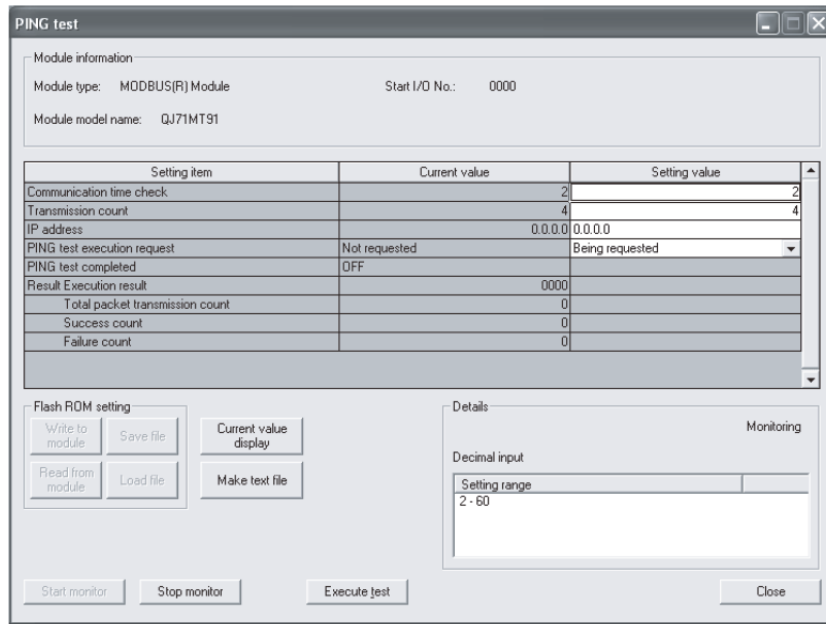 PING test
Module information
Module type: MODBUS(R) Module Start I/O No.: 0000
Module model name: QJ71MT91
Setting item Current value Setting value
Communication time check 2 2
Transmission count 4 4
IP address 0.0.0.0 0.0.0.0
PING test execution request Not requested Being requested
PING test completed OFF
Result Execution result 0000
Total packet transmission count 0
Success count 0
Failure count 0
Flash ROM setting
Write to module Save file
Read from module Load file
Current value display
Make text file
Details
Monitoring
Decimal input
Setting range
2 - 60
Start monitor Stop monitor Execute test Close